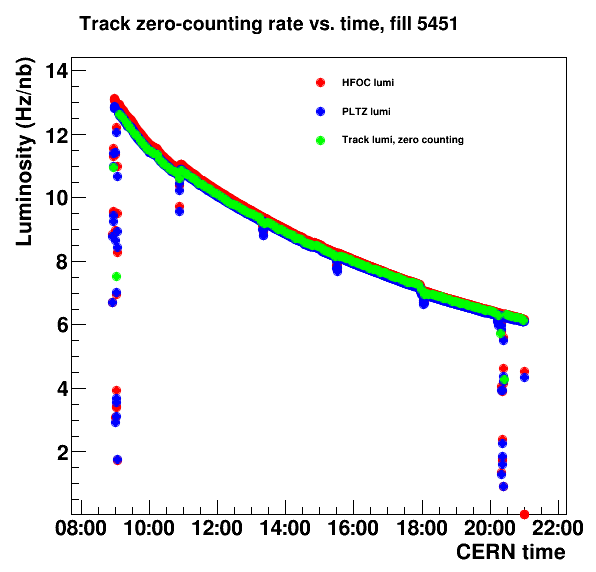 Track zero-counting rate vs. time, fill 5451
Luminosity (Hz/nb)
14
12
10
8
6
4
2
HFOC lumi
PLTZ lumi
Track lumi, zero counting
08:00 10:00 12:00 14:00 16:00 18:00 20:00 22:00
CERN time